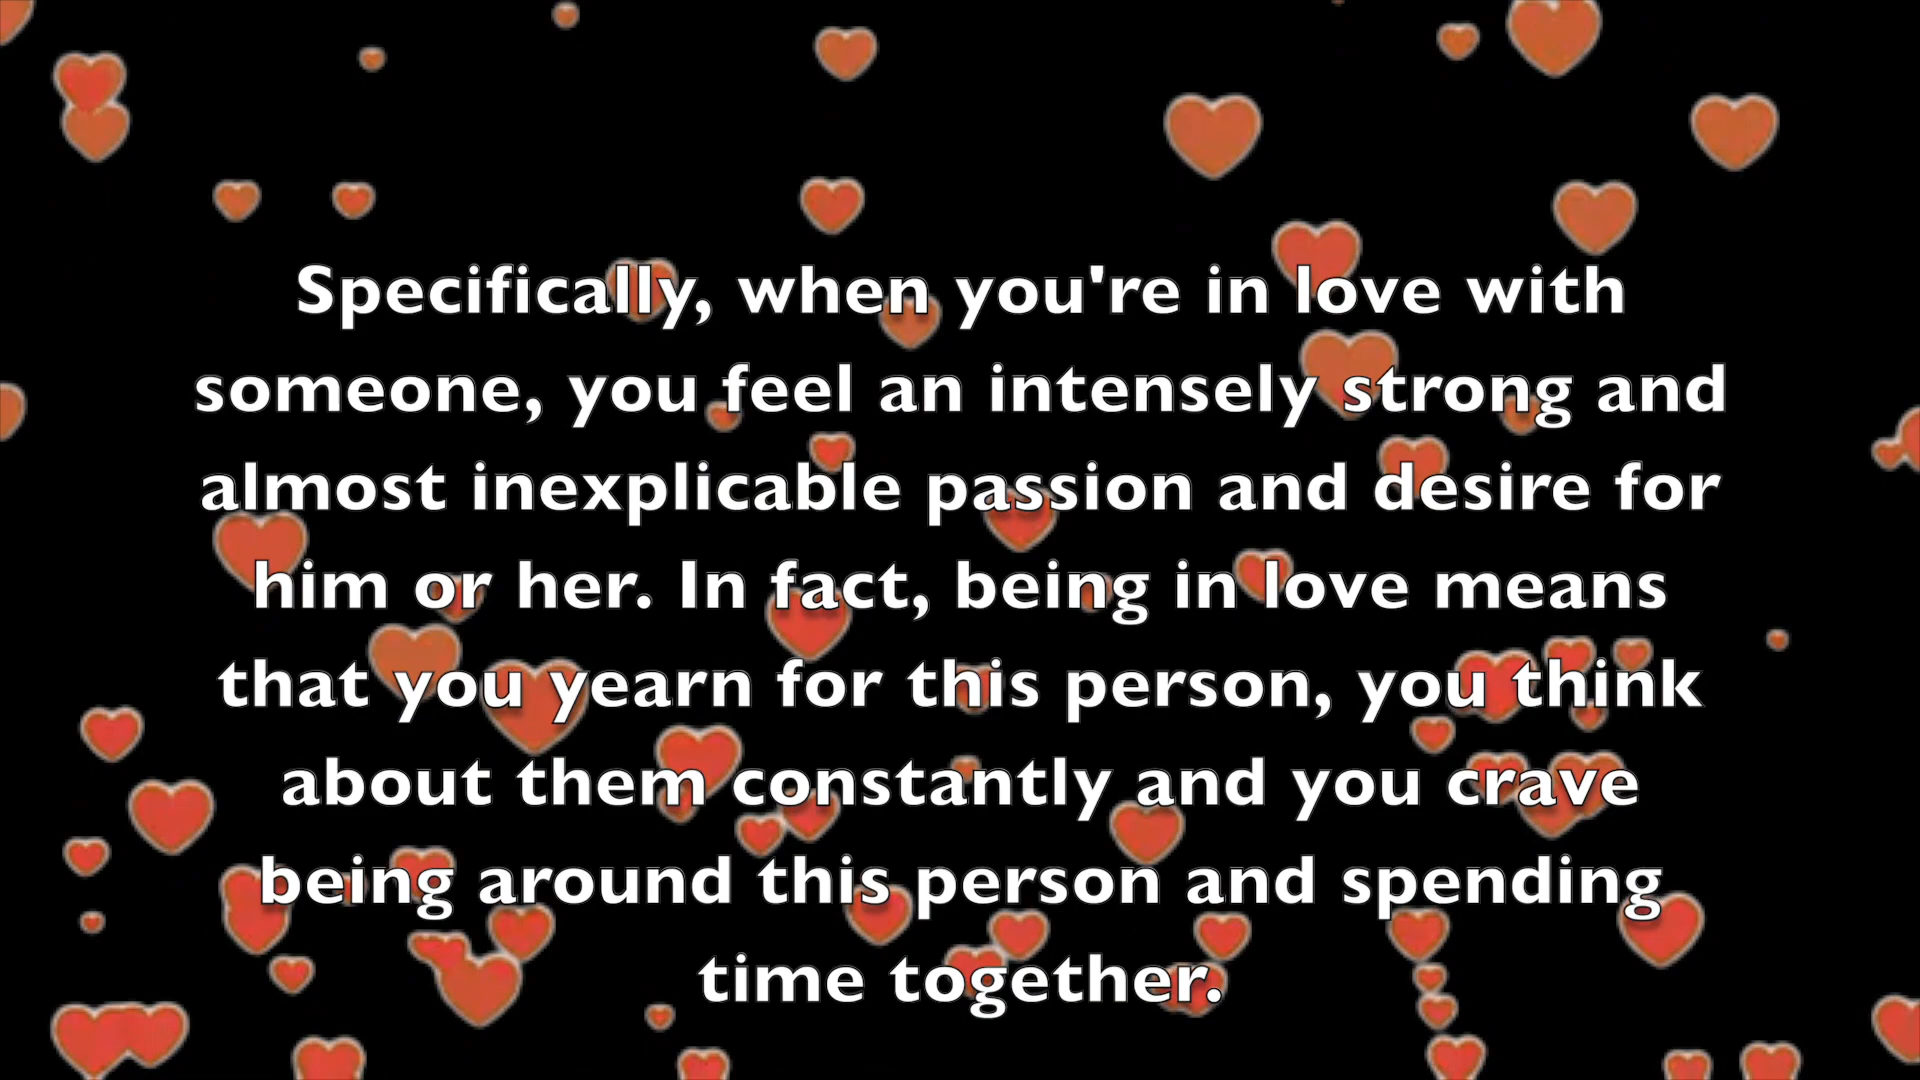 Specifically, when you're in love with
someone, you feel an intensely strong and
almost inexplicable passion and desire for
him or her. In fact, being in love means
that you yearn for this person, you think
about them constantly and you crave
being around this person and spending
time together.